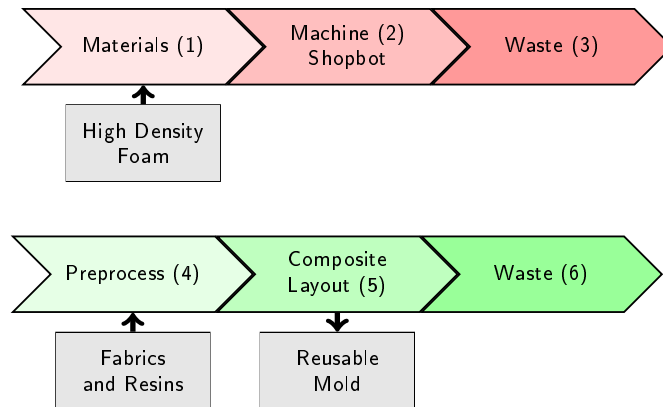 Materials (1)
Machine (2)
Shopbot
Waste (3)
High Density
Foam
Preprocess (4)
Composite
Layout (5)
Waste (6)
Fabrics
and Resins
Reusable
Mold